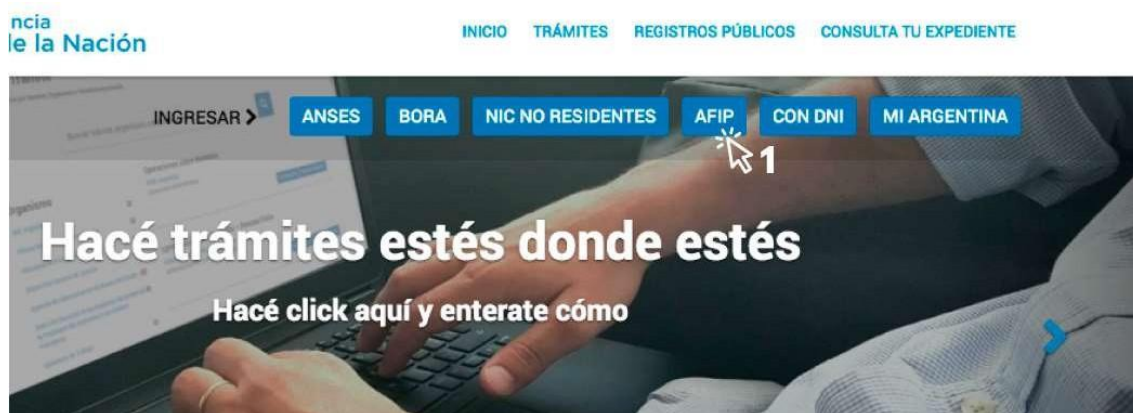 ncia
de la Nación
INICIO TRÁMITES REGISTROS PÚBLICOS CONSULTA TU EXPEDIENTE
INGRESAR > ANSES BORA NIC NO RESIDENTES AFIP CON DNI MI ARGENTINA
1
Hacé trámites estés donde estés
Hacé click aquí y enterate cómo